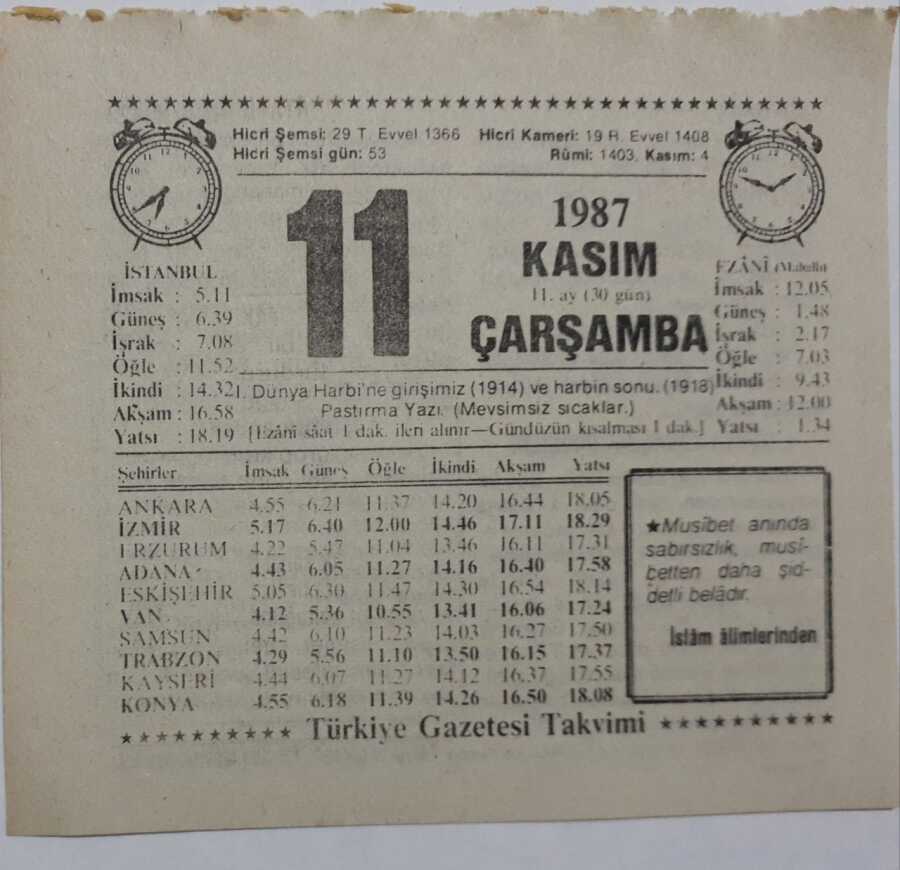 Hicri Şemsi: 29 T. Evvel 1366 Hicri Kameri: 19 R. Evvel 1408
Hicri Şemsi gün: 53 Rûmi: 1403, Kasım: 4
11
1987
KASIM
11. ay (30 gün)
ÇARŞAMBA
İSTANBUL
İmsak : 5.11
Güneş : 6.39
İşrak : 7.08
Öğle : 11.52
İkindi : 14.32
Akşam : 16.58
Yatsı : 18.19
EZÂNİ (Mahalli)
İmsak : 12.05
Güneş : 1.48
İşrak : 2.17
Öğle : 7.03
İkindi : 9.43
Akşam : 12.00
Yatsı : 1.34
I. Dünya Harbi'ne girişimiz (1914) ve harbin sonu. (1918)
Pastırma Yazı. (Mevsimsiz sıcaklar.)
[Ezânî sâat 1 dak. ileri alınır—Gündüzün kısalması 1 dak.]
Şehirler İmsak Güneş Öğle İkindi Akşam Yatsı
ANKARA 4.55 6.21 11.37 14.20 16.44 18.05
İZMİR 5.17 6.40 12.00 14.46 17.11 18.29
ERZURUM 4.22 5.47 11.04 13.46 16.11 17.31
ADANA 4.43 6.05 11.27 14.16 16.40 17.58
ESKİŞEHİR 5.05 6.30 11.47 14.30 16.54 18.14
VAN 4.12 5.36 10.55 13.41 16.06 17.24
SAMSUN 4.42 6.10 11.23 14.03 16.27 17.50
TRABZON 4.29 5.56 11.10 13.50 16.15 17.37
KAYSERİ 4.44 6.07 11.27 14.12 16.37 17.55
KONYA 4.55 6.18 11.39 14.26 16.50 18.08
★Musîbet anında
sabırsızlık, musî-
betten daha şid-
detli belâdır.
İslâm âlimlerinden
Türkiye Gazetesi Takvimi